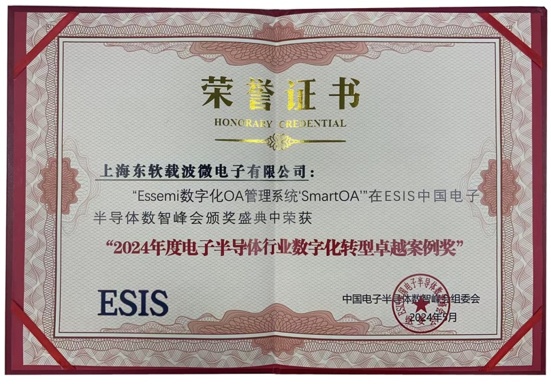 荣誉证书
HONORARY CREDENTIAL
上海东软载波微电子有限公司：
“Essemi数字化OA管理系统‘SmartOA’”在ESIS中国电子
半导体数智峰会颁奖盛典中荣获
“2024年度电子半导体行业数字化转型卓越案例奖”
ESIS
中国电子半导体数智峰会组委会
2024年5月